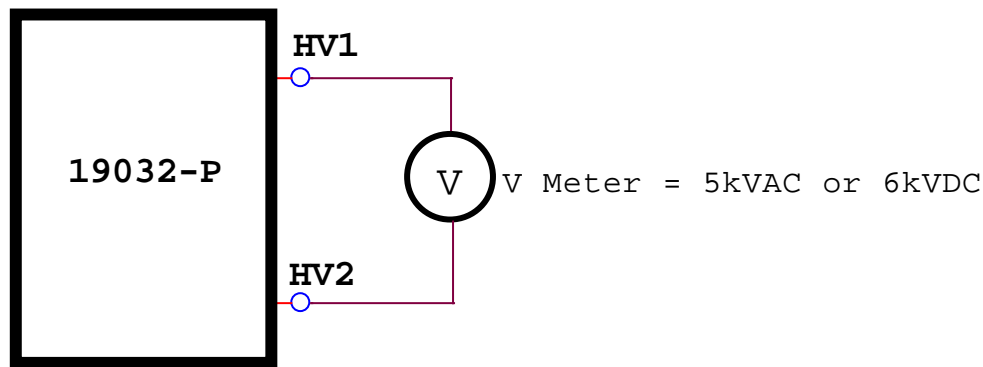 HV1
19032-P
V
V Meter = 5kVAC or 6kVDC
HV2